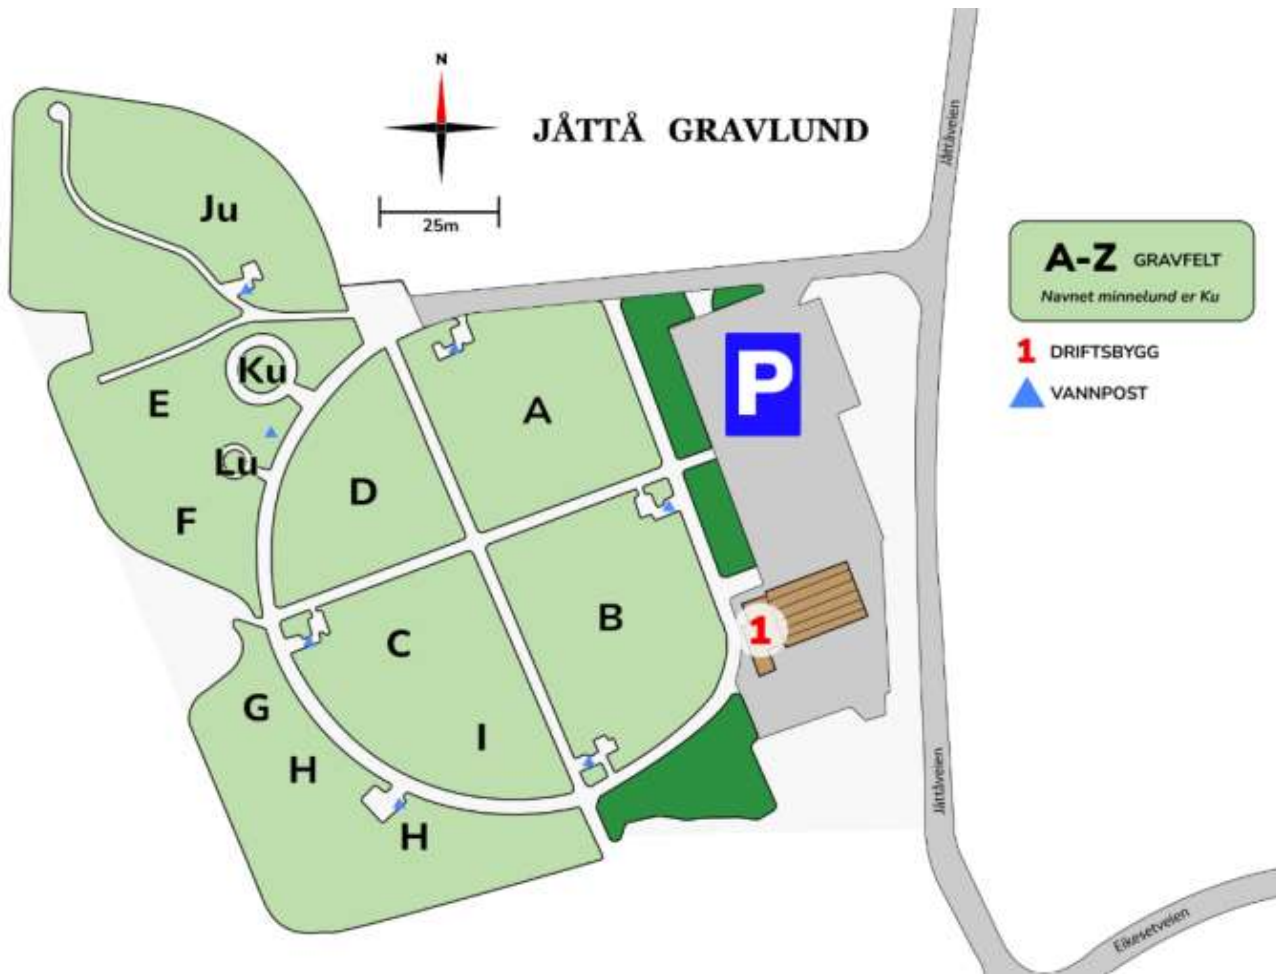 N
JÅTTÅ GRAVLUND
25m
Jåttåveien
A-Z GRAVFELT
Navnet minnelund er Ku
1 DRIFTSBYGG
VANNPOST
Ju
Ku
P
E
A
Lu
D
F
B
1
C
G
I
H
H
Jåttåveien
Eikesetveien